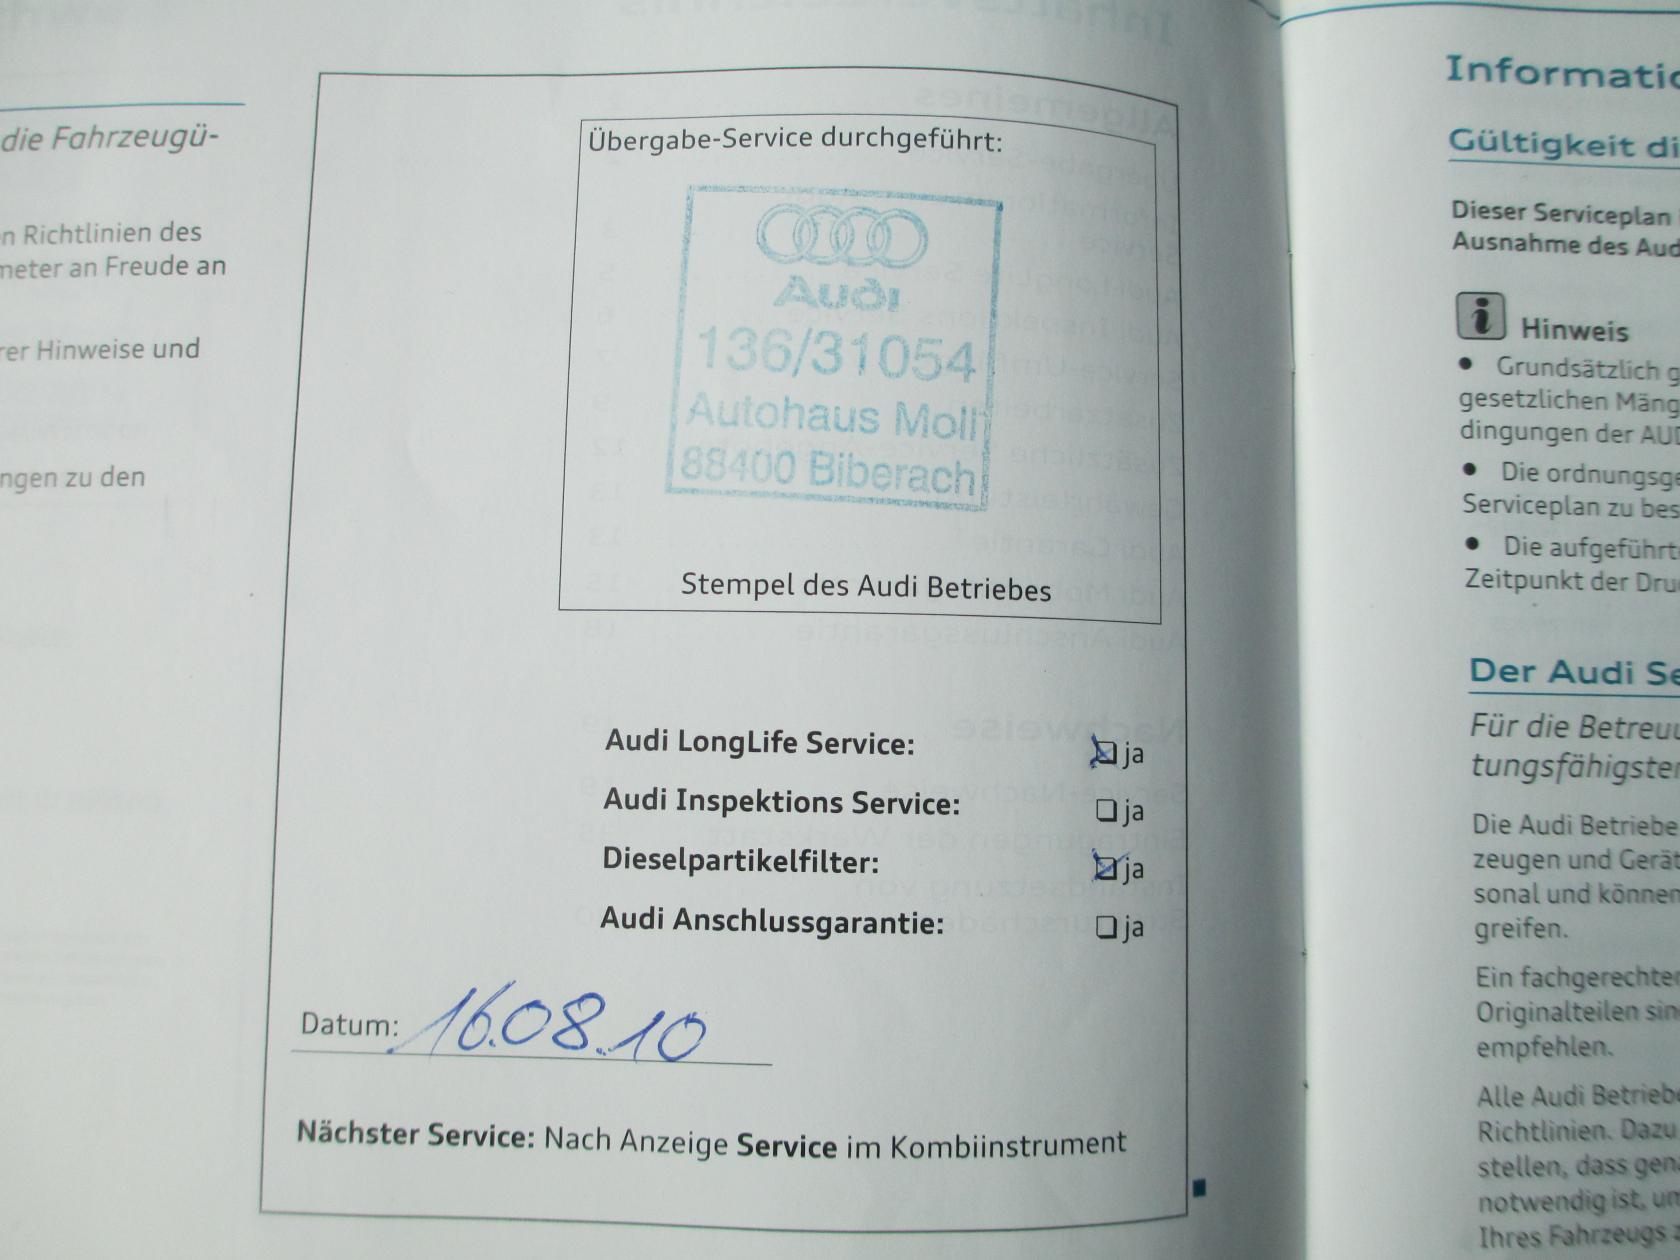 die Fahrzeugü-
n Richtlinien des
meter an Freude an
rer Hinweise und
ngen zu den
Übergabe-Service durchgeführt:
Audi
136/31054
Autohaus Moll
88400 Biberach
Stempel des Audi Betriebes
Audi LongLife Service: ja
Audi Inspektions Service: ja
Dieselpartikelfilter: ja
Audi Anschlussgarantie: ja
Datum: 16.08.10
Nächster Service: Nach Anzeige Service im Kombiinstrument
Informatio
Gültigkeit di
Dieser Serviceplan
Ausnahme des Aud
i Hinweis
• Grundsätzlich g
gesetzlichen Mäng
dingungen der AUD
• Die ordnungsge
Serviceplan zu bes
• Die aufgeführte
Zeitpunkt der Dru
Der Audi Se
Für die Betreuu
tungsfähigster
Die Audi Betriebe
zeugen und Gerät
sonal und können
greifen.
Ein fachgerechter
Originalteilen sin
empfehlen.
Alle Audi Betriebe
Richtlinien. Dazu
stellen, dass gena
notwendig ist, um
Ihres Fahrzeugs